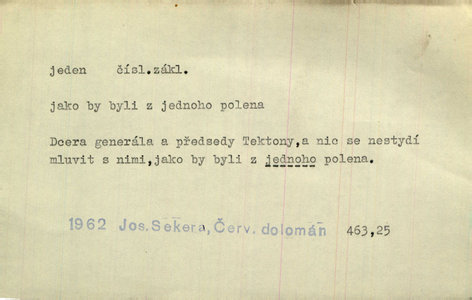 jeden čísl.zákl.
jako by byli z jednoho polena
Dcera generála a předsedy Tektony,a nic se nestydí
mluvit s nimi,jako by byli z jednoho polena.
1962 Jos. Sekera, Červ. dolomán 463,25